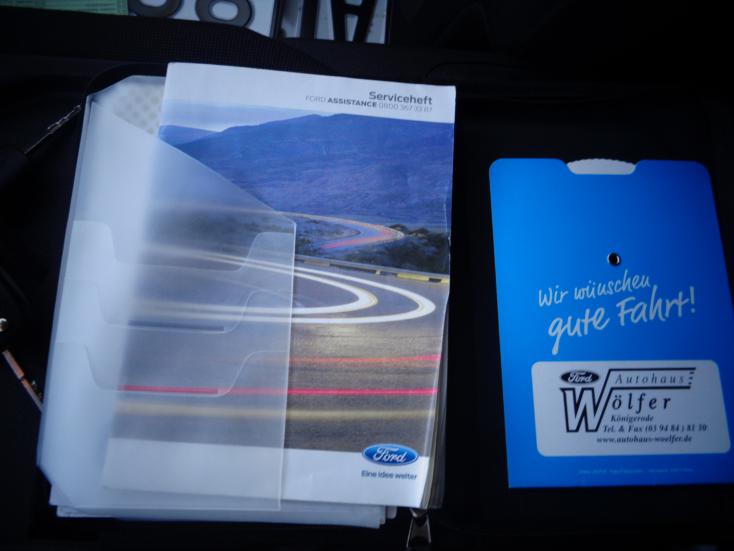 Serviceheft
FORD ASSISTANCE 0800 367 33 87
Ford
Eine Idee weiter
Wir wünschen
gute Fahrt!
Ford
Autohaus
Wölfer
Königerode
Tel. & Fax (03 94 84) 81 30
www.autohaus-woelfer.de